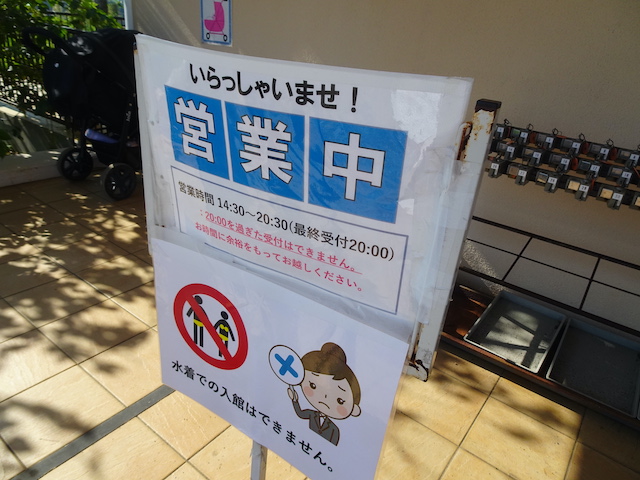 いらっしゃいませ！
営業中
営業時間 14:30～20:30(最終受付20:00)
：20:00を過ぎた受付はできません。
お時間に余裕をもってお越しください。
水着での入館はできません。